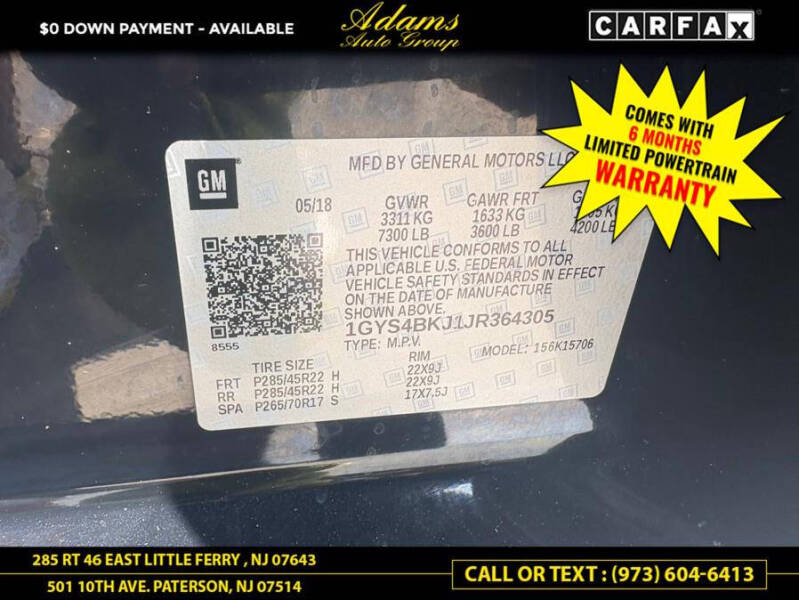 $0 DOWN PAYMENT - AVAILABLE
Adams
Auto Group
CARFAX
COMES WITH
6 MONTHS
LIMITED POWERTRAIN
WARRANTY
GM
MFD BY GENERAL MOTORS LLC
05/18 GVWR GAWR FRT
3311 KG 1633 KG
7300 LB 3600 LB 4200 LB
THIS VEHICLE CONFORMS TO ALL
APPLICABLE U.S. FEDERAL MOTOR
VEHICLE SAFETY STANDARDS IN EFFECT
ON THE DATE OF MANUFACTURE
SHOWN ABOVE.
1GYS4BKJ1JR364305
8555
TYPE: M.P.V. MODEL: 156K15706
TIRE SIZE RIM
FRT P285/45R22 H 22X9J
RR P285/45R22 H 22X9J
SPA P265/70R17 S 17X7.5J
285 RT 46 EAST LITTLE FERRY , NJ 07643
501 10TH AVE. PATERSON, NJ 07514
CALL OR TEXT : (973) 604-6413